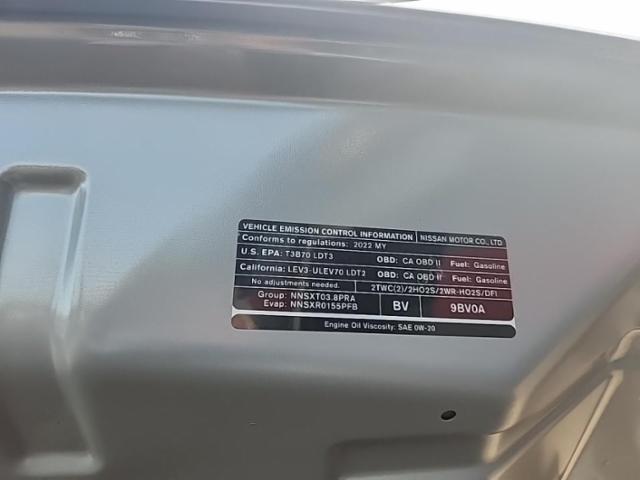 VEHICLE EMISSION CONTROL INFORMATION NISSAN MOTOR CO., LTD
Conforms to regulations: 2022 MY
U.S. EPA: T3B70 LDT3 OBD: CA OBD II Fuel: Gasoline
California: LEV3-ULEV70 LDT2 OBD: CA OBD II Fuel: Gasoline
No adjustments needed. 2TWC(2)/2HO2S/2WR-HO2S/DFI
Group: NNSXT03.8PRA
Evap: NNSXR0155PFB BV 9BV0A
Engine Oil Viscosity: SAE 0W-20